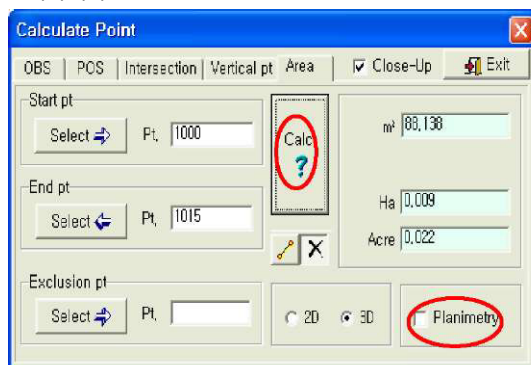 Calculate Point
OBS POS Intersection Vertical pt Area Close-Up Exit
Start pt
Select Pt, 1000
Calc
?
m² 88,138
End pt
Select Pt, 1015
Ha 0,009
Acre 0,022
Exclusion pt
Select Pt,
2D 3D Planimetry